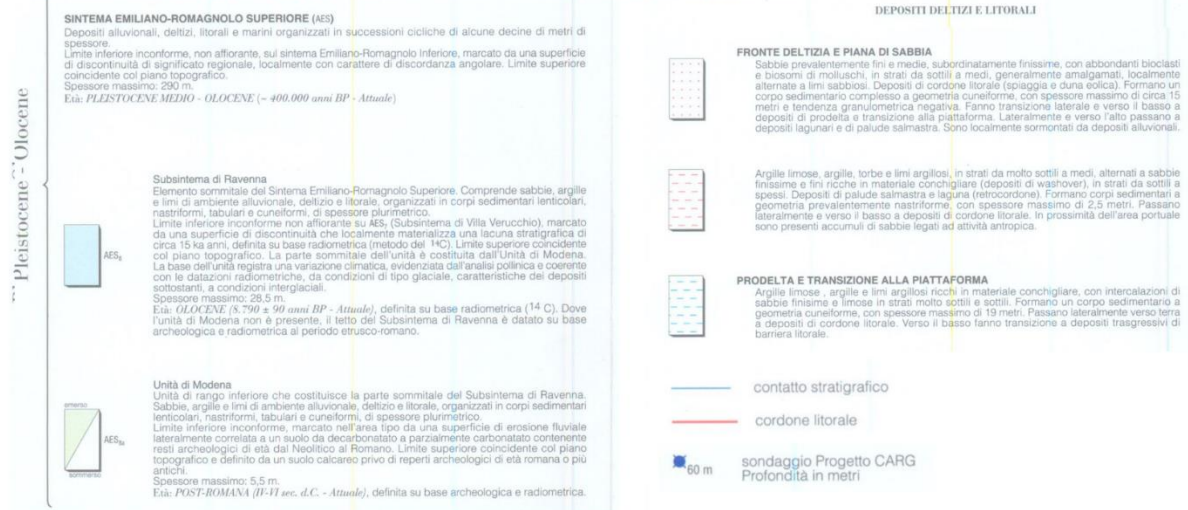 SINTEMA EMILIANO-ROMAGNOLO SUPERIORE (AES)
Depositi alluvionali, deltizi, litorali e marini organizzati in successioni cicliche di alcune decine di metri di
spessore.
Limite inferiore inconforme, non affiorante, sul sintema Emiliano-Romagnolo Inferiore, marcato da una superficie
di discontinuità di significato regionale, localmente con carattere di discordanza angolare. Limite superiore
coincidente col piano topografico.
Spessore massimo: 290 m.
Età: PLEISTOCENE MEDIO - OLOCENE (~ 400.000 anni BP - Attuale)
Pleistocene - Olocene
Subsintema di Ravenna
Elemento sommitale del Sintema Emiliano-Romagnolo Superiore. Comprende sabbie, argille
e limi di ambiente alluvionale, deltizio e litorale, organizzati in corpi sedimentari lenticolari,
nastriformi, tabulari e cuneiformi, di spessore plurimetrico.
Limite inferiore inconforme non affiorante su AES7 (Subsintema di Villa Verucchio), marcato
da una superficie di discontinuità che localmente materializza una lacuna stratigrafica di
circa 15 ka anni, definita su base radiometrica (metodo del 14C). Limite superiore coincidente
col piano topografico. La parte sommitale dell'unità è costituita dall'Unità di Modena.
La base dell'unità registra una variazione climatica, evidenziata dall'analisi pollinica e coerente
con le datazioni radiometriche, da condizioni di tipo glaciale, caratteristiche dei depositi
sottostanti, a condizioni interglaciali.
Spessore massimo: 28,5 m.
Età: OLOCENE (8.790 ± 90 anni BP - Attuale), definita su base radiometrica (14 C). Dove
l'unità di Modena non è presente, il tetto del Subsintema di Ravenna è datato su base
archeologica e radiometrica al periodo etrusco-romano.
AES8
Unità di Modena
Unità di rango inferiore che costituisce la parte sommitale del Subsintema di Ravenna.
Sabbie, argille e limi di ambiente alluvionale, deltizio e litorale, organizzati in corpi sedimentari
lenticolari, nastriformi, tabulari e cuneiformi, di spessore plurimetrico.
Limite inferiore inconforme, marcato nell'area tipo da una superficie di erosione fluviale
lateralmente correlata a un suolo da decarbonatato a parzialmente carbonatato contenente
resti archeologici di età dal Neolitico al Romano. Limite superiore coincidente col piano
topografico e definito da un suolo calcareo privo di reperti archeologici di età romana o più
antichi.
Spessore massimo: 5,5 m.
Età: POST-ROMANA (IV-VI sec. d.C. - Attuale), definita su base archeologica e radiometrica.
emerso
AES8a
sommerso
DEPOSITI DELTIZI E LITORALI
FRONTE DELTIZIA E PIANA DI SABBIA
Sabbie prevalentemente fini e medie, subordinatamente finissime, con abbondanti bioclasti
e biosomi di molluschi, in strati da sottili a medi, generalmente amalgamati, localmente
alternate a limi sabbiosi. Depositi di cordone litorale (spiaggia e duna eolica). Formano un
corpo sedimentario complesso a geometria cuneiforme, con spessore massimo di circa 15
metri e tendenza granulometrica negativa. Fanno transizione laterale e verso il basso a
depositi di prodelta e transizione alla piattaforma. Lateralmente e verso l'alto passano a
depositi lagunari e di palude salmastra. Sono localmente sormontati da depositi alluvionali.
Argille limose, argille, torbe e limi argillosi, in strati da molto sottili a medi, alternati a sabbie
finissime e fini ricche in materiale conchigliare (depositi di washover), in strati da sottili a
spessi. Depositi di palude salmastra e laguna (retrocordone). Formano corpi sedimentari a
geometria prevalentemente nastriforme, con spessore massimo di 2,5 metri. Passano
lateralmente e verso il basso a depositi di cordone litorale. In prossimità dell'area portuale
sono presenti accumuli di sabbie legati ad attività antropica.
PRODELTA E TRANSIZIONE ALLA PIATTAFORMA
Argille limose , argille e limi argillosi ricchi in materiale conchigliare, con intercalazioni di
sabbie finisime e limose in strati molto sottili e sottili. Formano un corpo sedimentario a
geometria cuneiforme, con spessore massimo di 19 metri. Passano lateralmente verso terra
a depositi di cordone litorale. Verso il basso fanno transizione a depositi trasgressivi di
barriera litorale.
contatto stratigrafico
cordone litorale
60 m
sondaggio Progetto CARG
Profondità in metri